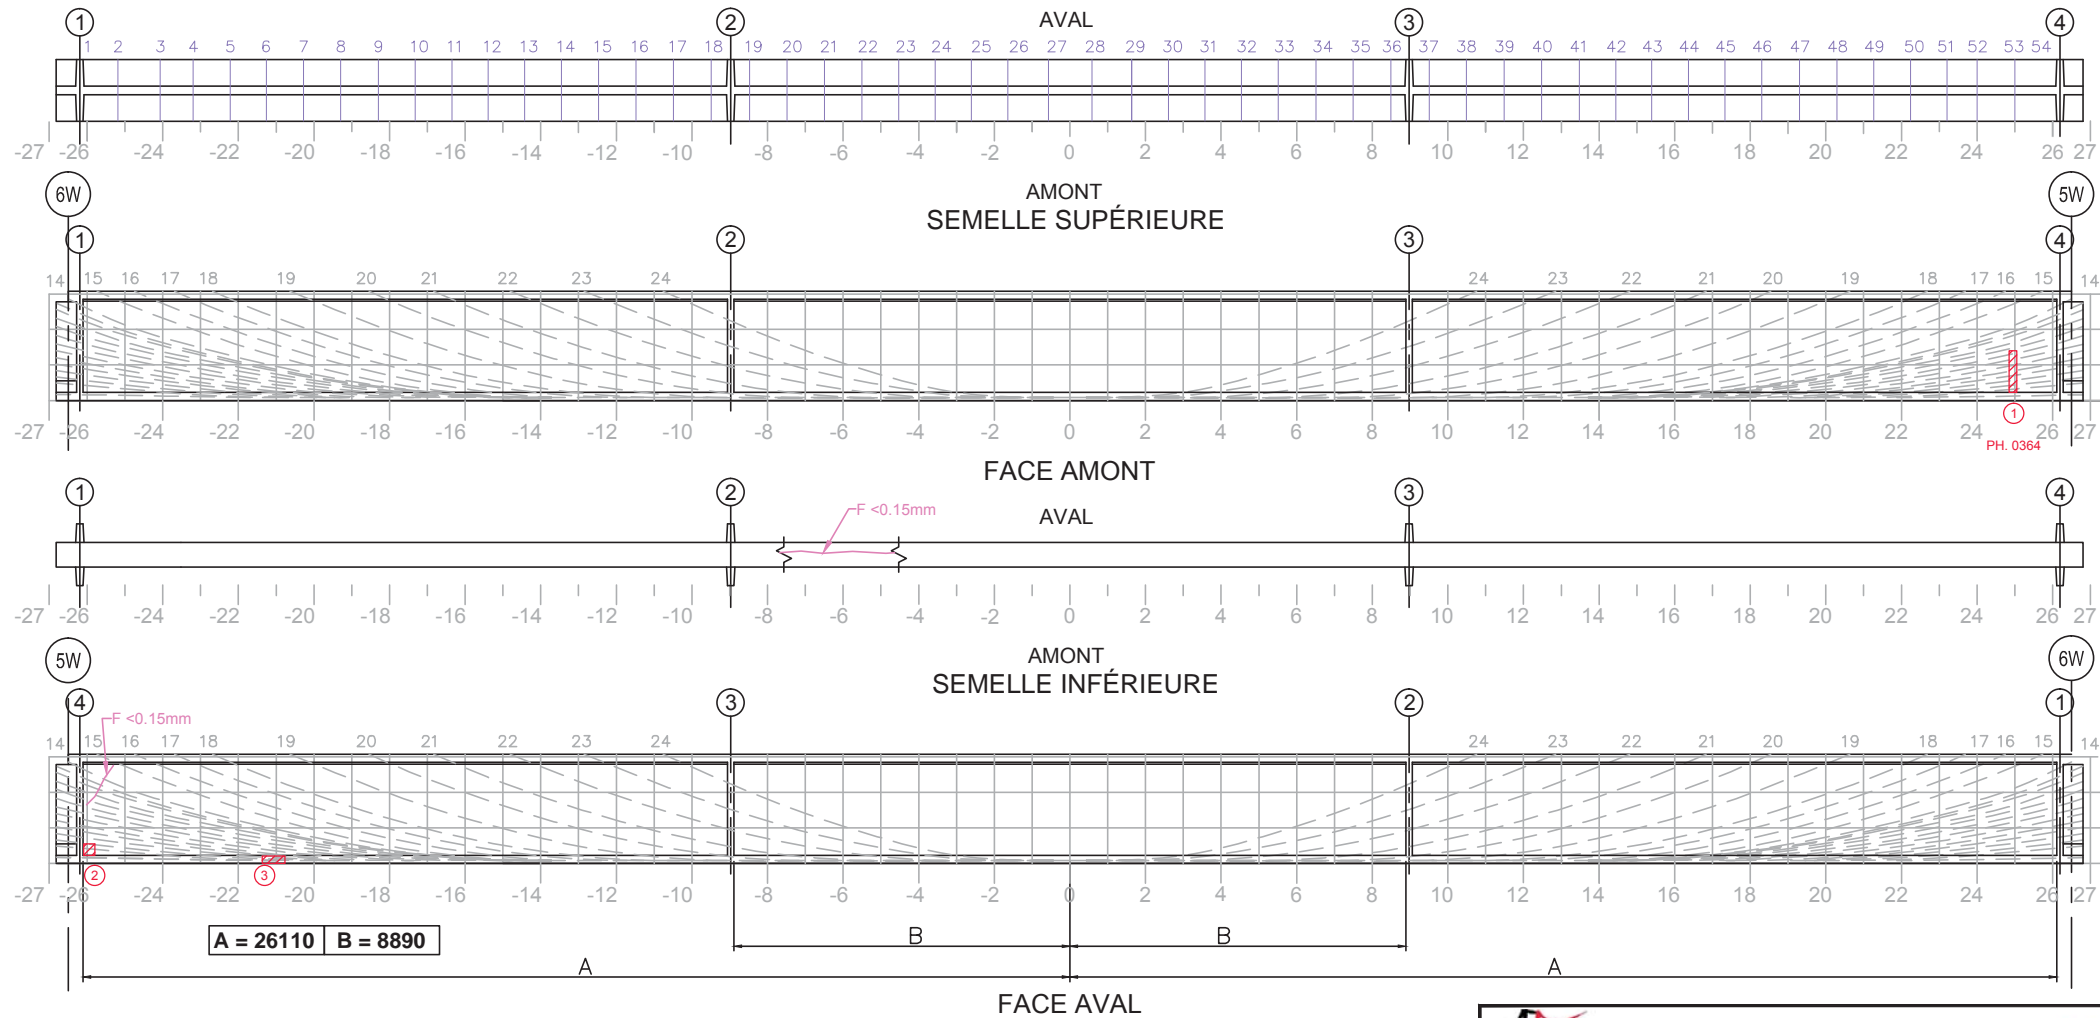 1 2 AVAL 3 4
1 2 3 4 5 6 7 8 9 10 11 12 13 14 15 16 17 18 19 20 21 22 23 24 25 26 27 28 29 30 31 32 33 34 35 36 37 38 39 40 41 42 43 44 45 46 47 48 49 50 51 52 53 54
-27 -26 -24 -22 -20 -18 -16 -14 -12 -10 -8 -6 -4 -2 0 2 4 6 8 10 12 14 16 18 20 22 24 26 27
6W AMONT 5W
SEMELLE SUPÉRIEURE
1 2 3 4
14 15 16 17 18 19 20 21 22 23 24 24 23 22 21 20 19 18 17 16 15 14
1
-27 -26 -24 -22 -20 -18 -16 -14 -12 -10 -8 -6 -4 -2 0 2 4 6 8 10 12 14 16 18 20 22 24 26 27
PH. 0364
FACE AMONT
1 2 3 4
F <0.15mm
AVAL
-27 -26 -24 -22 -20 -18 -16 -14 -12 -10 -8 -6 -4 -2 0 2 4 6 8 10 12 14 16 18 20 22 24 26 27
5W AMONT 6W
SEMELLE INFÉRIEURE
4 3 2 1
F <0.15mm
14 15 16 17 18 19 20 21 22 23 24 24 23 22 21 20 19 18 17 16 15 14
2 3
-27 -26 -24 -22 -20 -18 -16 -14 -12 -10 -8 -6 -4 -2 0 2 4 6 8 10 12 14 16 18 20 22 24 26 27
A = 26110 B = 8890
B B
A A
FACE AVAL